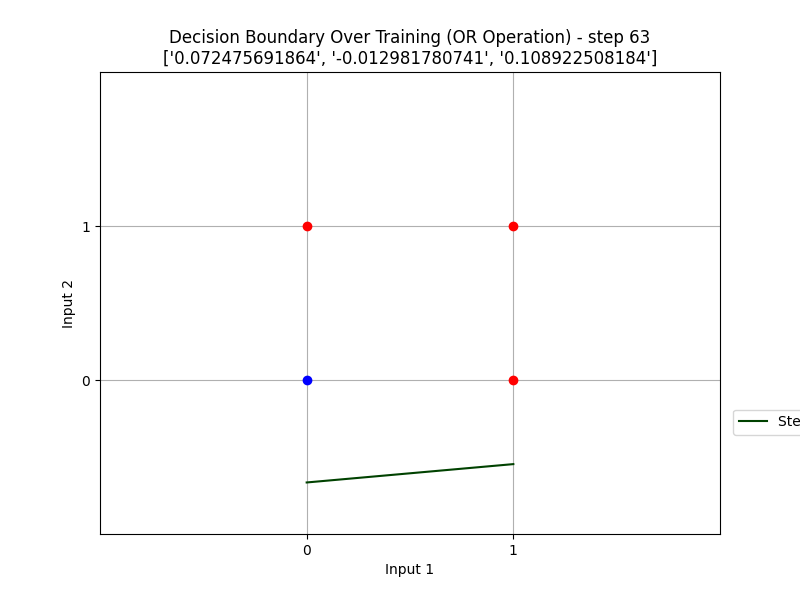 Decision Boundary Over Training (OR Operation) - step 63
['0.072475691864', '-0.012981780741', '0.108922508184']
Input 2
1
0
0 1
Input 1
Ste